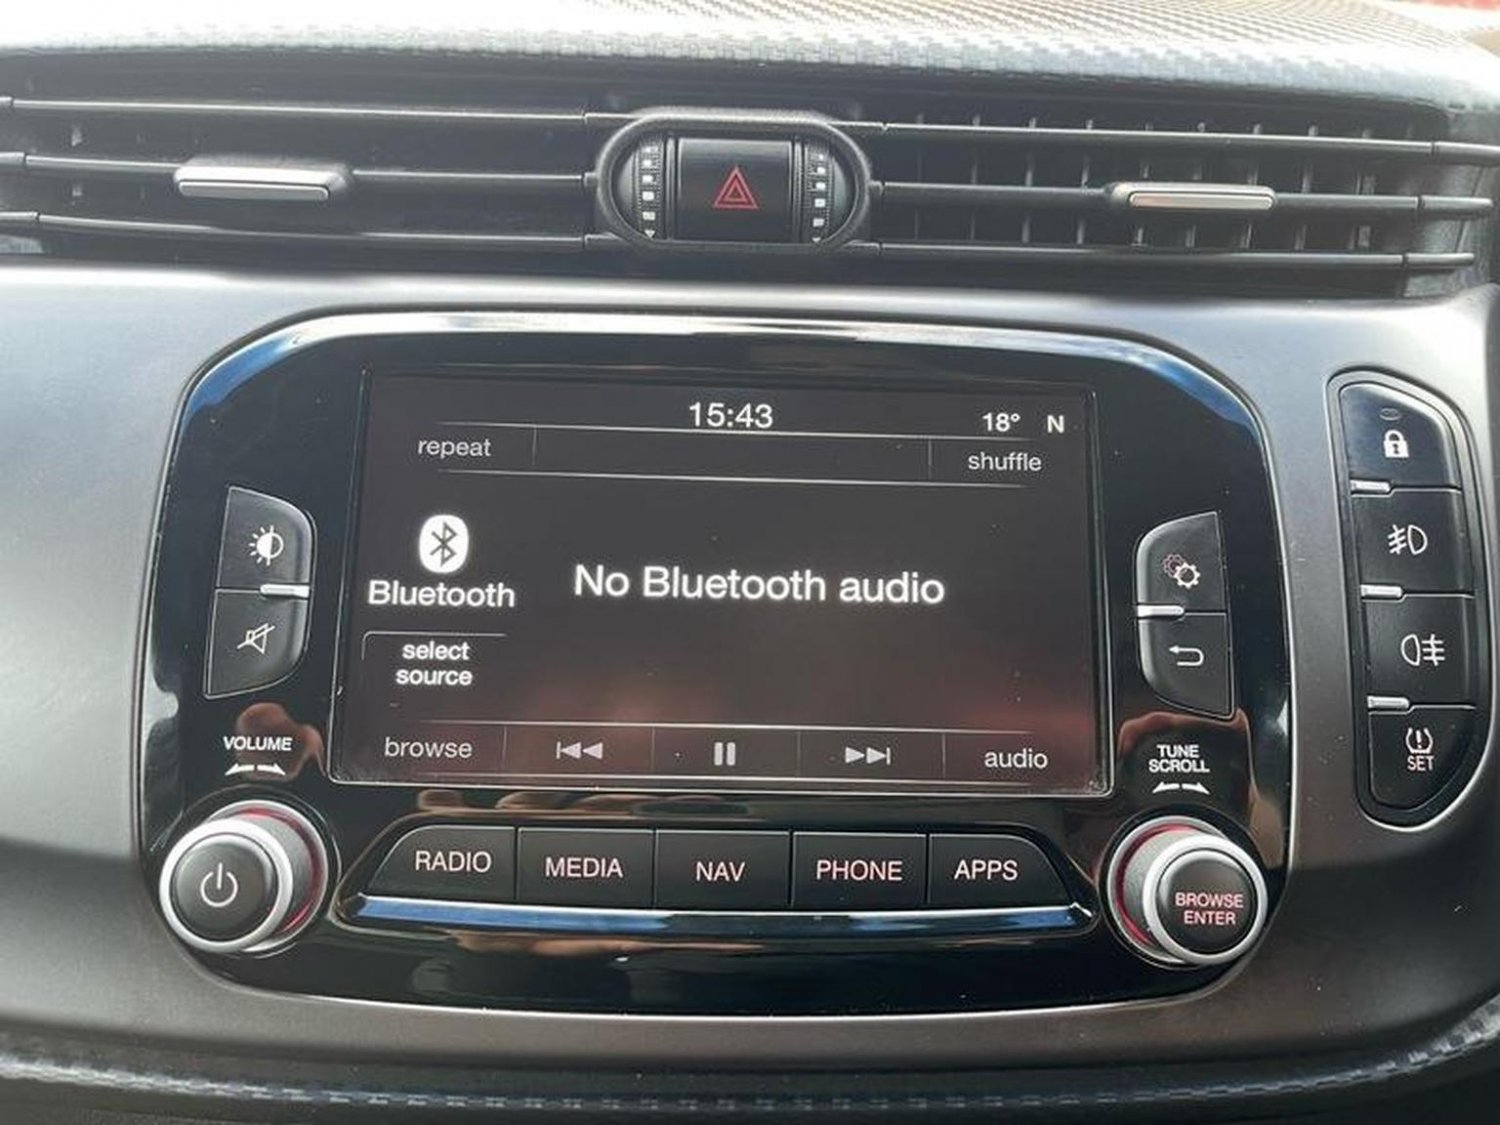 15:43
18° N
repeat
shuffle
Bluetooth
No Bluetooth audio
select
source
browse
audio
VOLUME
TUNE
SCROLL
SET
RADIO
MEDIA
NAV
PHONE
APPS
BROWSE
ENTER